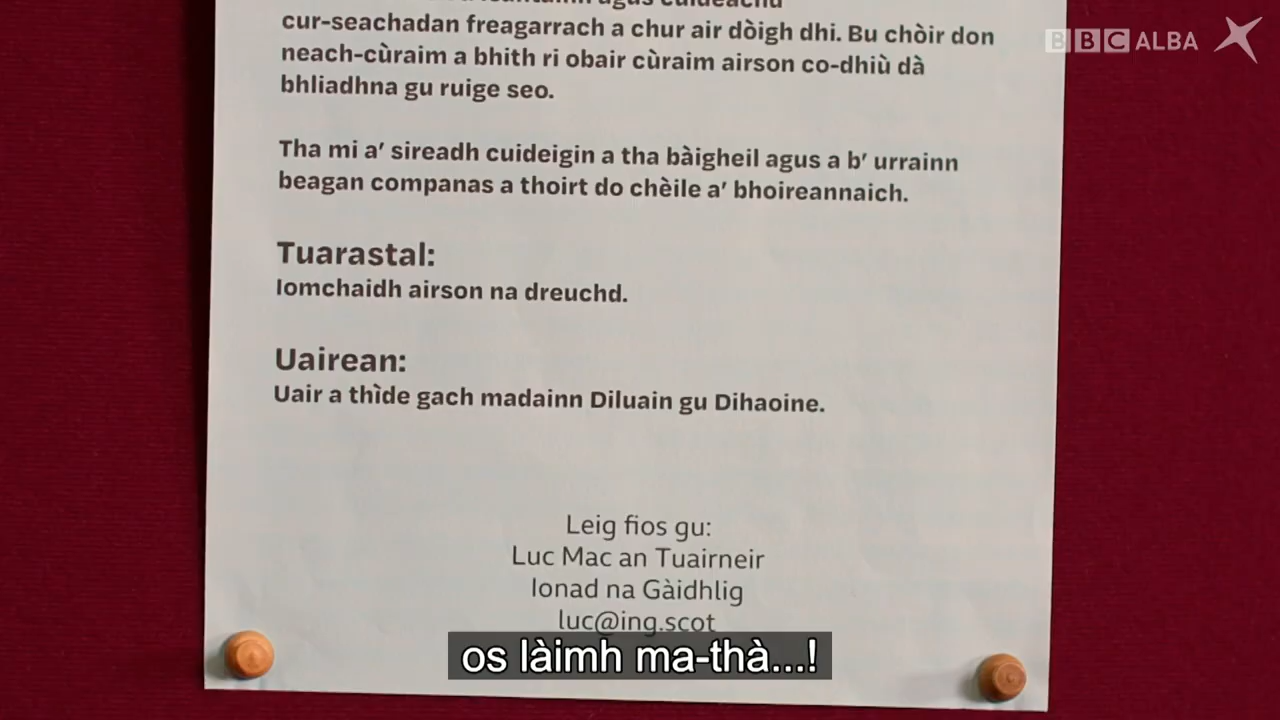 agus cuideachd
cur-seachadan freagarrach a chur air dòigh dhi. Bu chòir don
neach-cùraim a bhith ri obair cùraim airson co-dhiù dà
bhliadhna gu ruige seo.
Tha mi a’ sireadh cuideigin a tha bàigheil agus a b’ urrainn
beagan companas a thoirt do chèile a’ bhoireannaich.
Tuarastal:
Iomchaidh airson na dreuchd.
Uairean:
Uair a thìde gach madainn Diluain gu Dihaoine.
Leig fios gu:
Luc Mac an Tuairneir
Ionad na Gàidhlig
luc@ing.scot
os làimh ma-thà...!
BBC ALBA